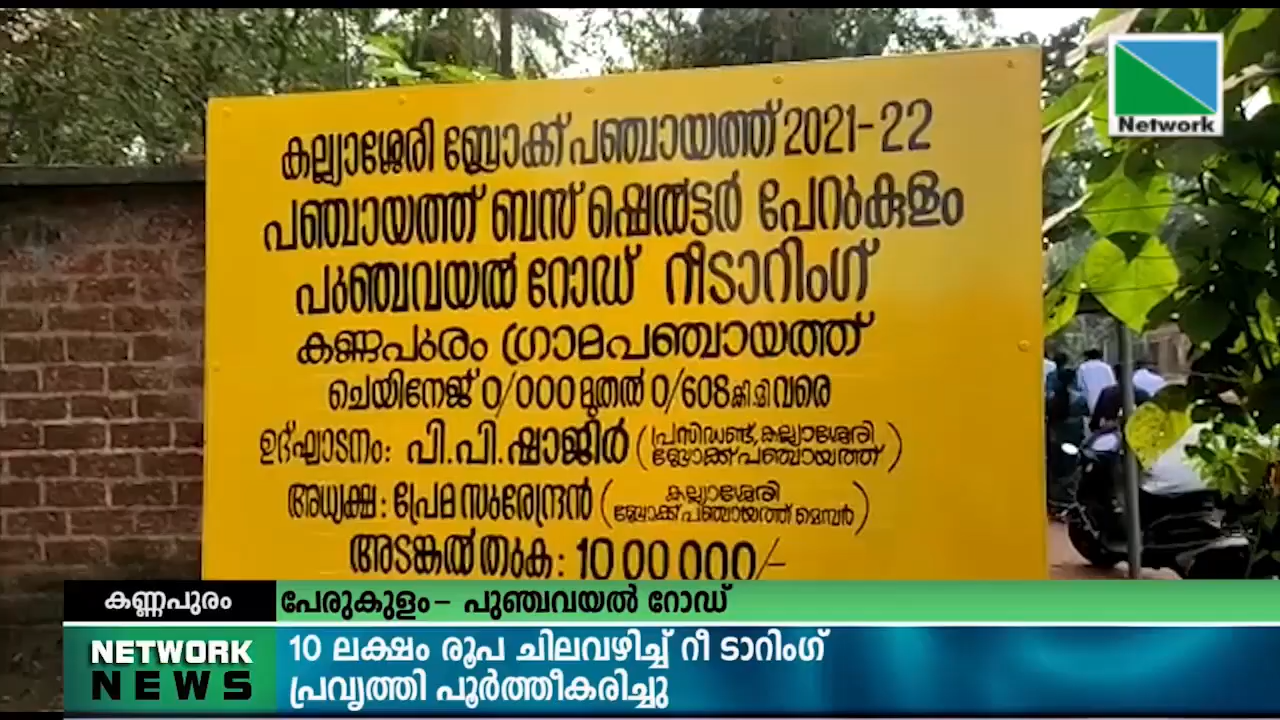 Network
കല്ല്യാശ്ശേരി ബ്ലോക്ക് പഞ്ചായത്ത് 2021-22
പഞ്ചായത്ത് ബസ് ഷെൽട്ടർ പേറുകുളം
പുഞ്ചവയൽ റോഡ് റീടാറിംഗ്
കണ്ണപുരം ഗ്രാമപഞ്ചായത്ത്
ചെയിനേജ് 0/000 മുതൽ 0/608 കി.മി വരെ
ഉദ്ഘാടനം: പി.പി.ഷാജിർ (പ്രസിഡണ്ട്, കല്ല്യാശ്ശേരി
ബ്ലോക്ക് പഞ്ചായത്ത്)
അധ്യക്ഷ: പ്രേമ സുരേന്ദ്രൻ (കല്ല്യാശ്ശേരി
ബ്ലോക്ക് പഞ്ചായത്ത് മെമ്പർ)
അടങ്കൽ തുക: 10 00 000/-
കണ്ണപുരം പേരുകുളം- പുഞ്ചവയൽ റോഡ്
NETWORK NEWS
10 ലക്ഷം രൂപ ചിലവഴിച്ച് റീ ടാറിംഗ്
പ്രവൃത്തി പൂർത്തീകരിച്ചു